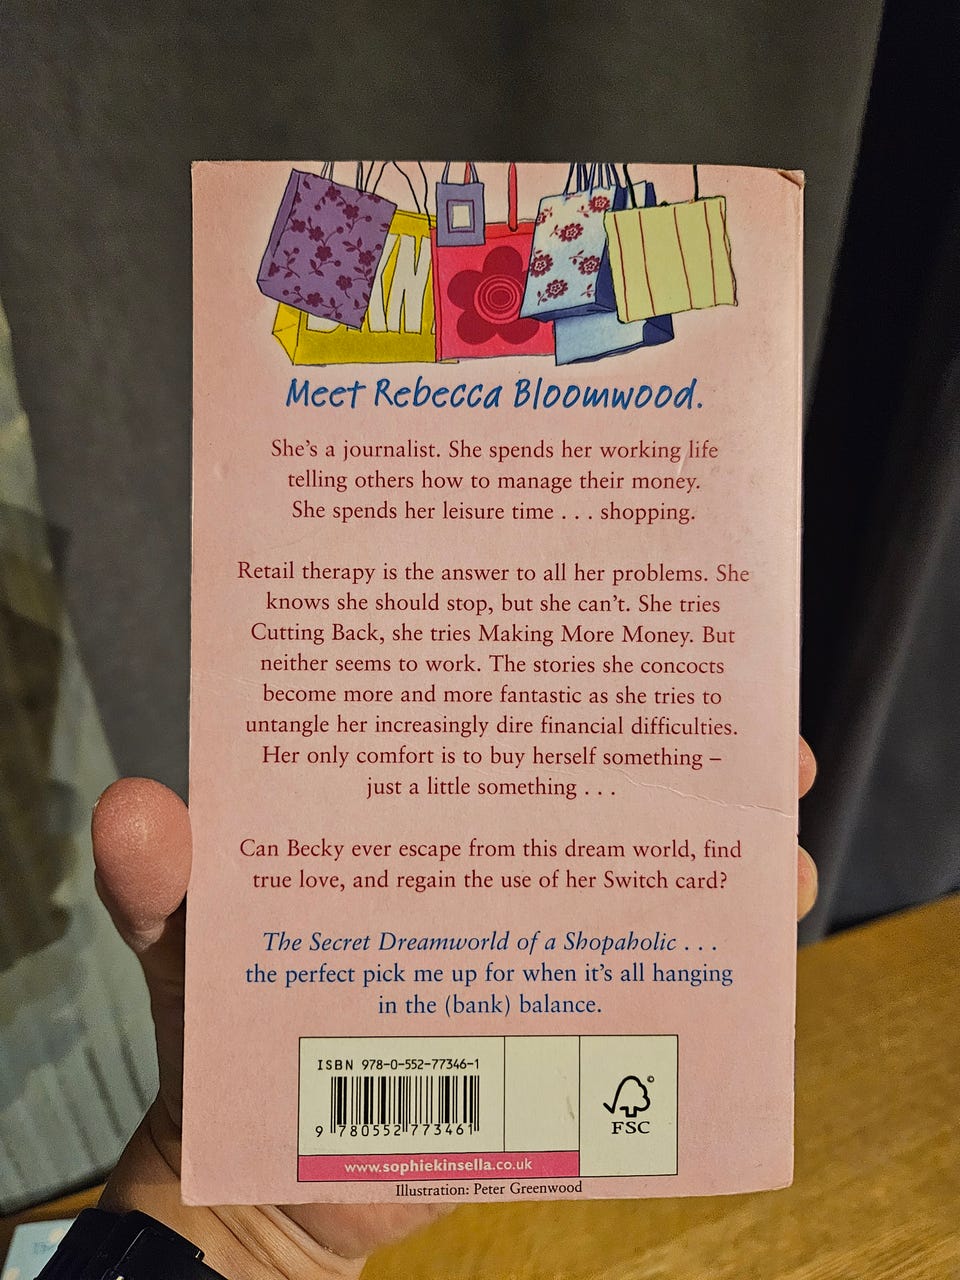 Meet Rebecca Bloomwood.
She's a journalist. She spends her working life
telling others how to manage their money.
She spends her leisure time . . . shopping.
Retail therapy is the answer to all her problems. She
knows she should stop, but she can't. She tries
Cutting Back, she tries Making More Money. But
neither seems to work. The stories she concocts
become more and more fantastic as she tries to
untangle her increasingly dire financial difficulties.
Her only comfort is to buy herself something –
just a little something . . .
Can Becky ever escape from this dream world, find
true love, and regain the use of her Switch card?
The Secret Dreamworld of a Shopaholic . . .
the perfect pick me up for when it's all hanging
in the (bank) balance.
ISBN 978-0-552-77346-1
9 780552 773461
©
FSC
www.sophiekinsella.co.uk
Illustration: Peter Greenwood